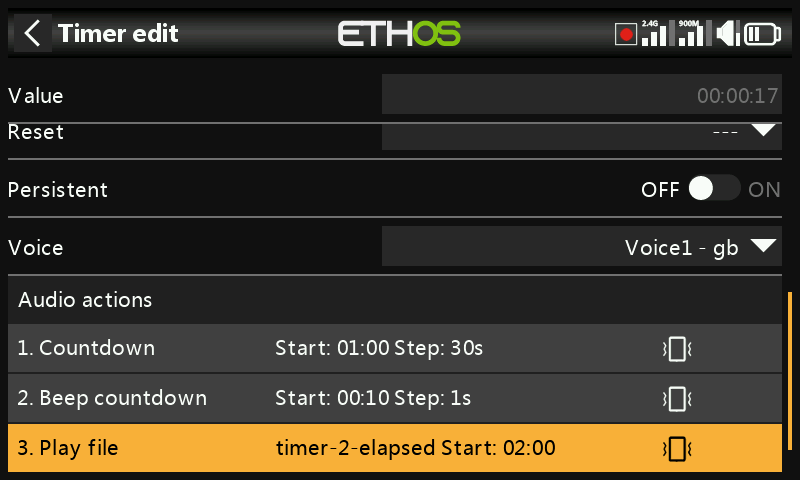 Timer edit ETHOS 2.4G 900M
Value 00:00:17
Reset ---
Persistent OFF ON
Voice Voice1 - gb
Audio actions
1. Countdown Start: 01:00 Step: 30s
2. Beep countdown Start: 00:10 Step: 1s
3. Play file timer-2-elapsed Start: 02:00